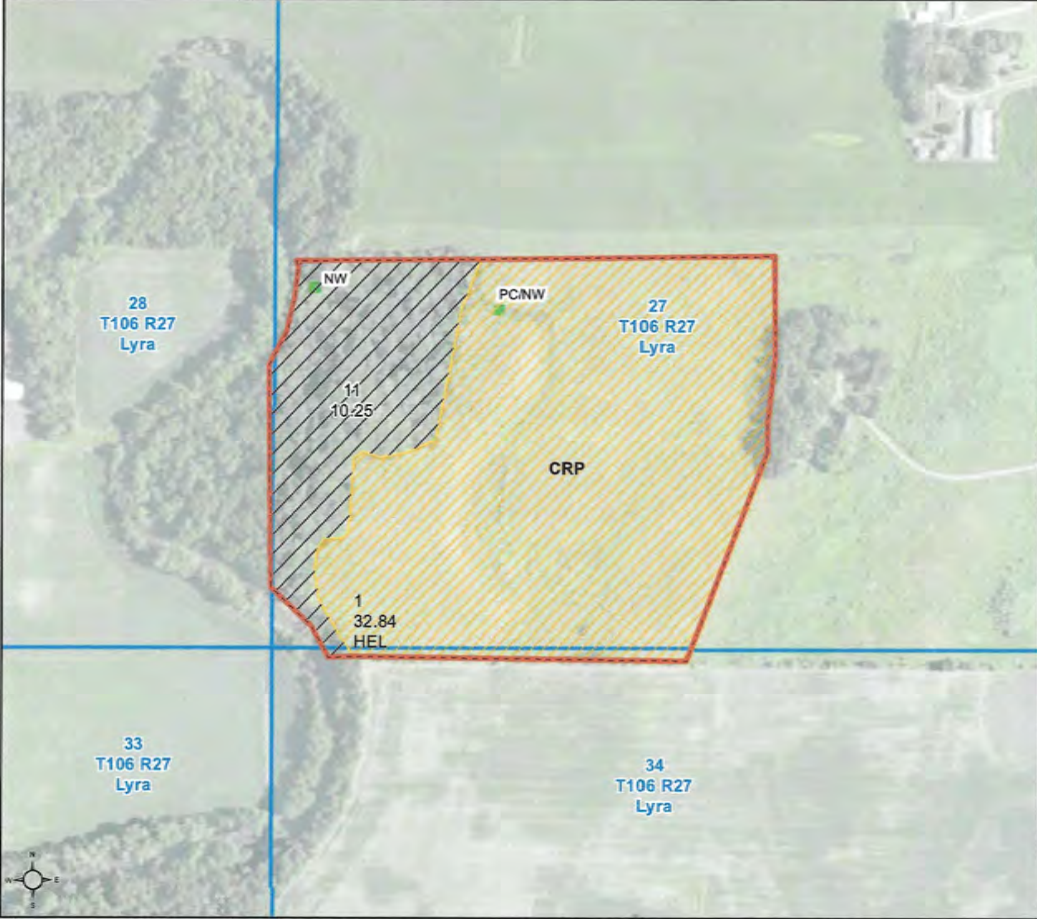 NW
PC/NW
28
T106 R27
Lyra
27
T106 R27
Lyra
11
10.25
CRP
1
32.84
HEL
33
T106 R27
Lyra
34
T106 R27
Lyra
N
W
E
S